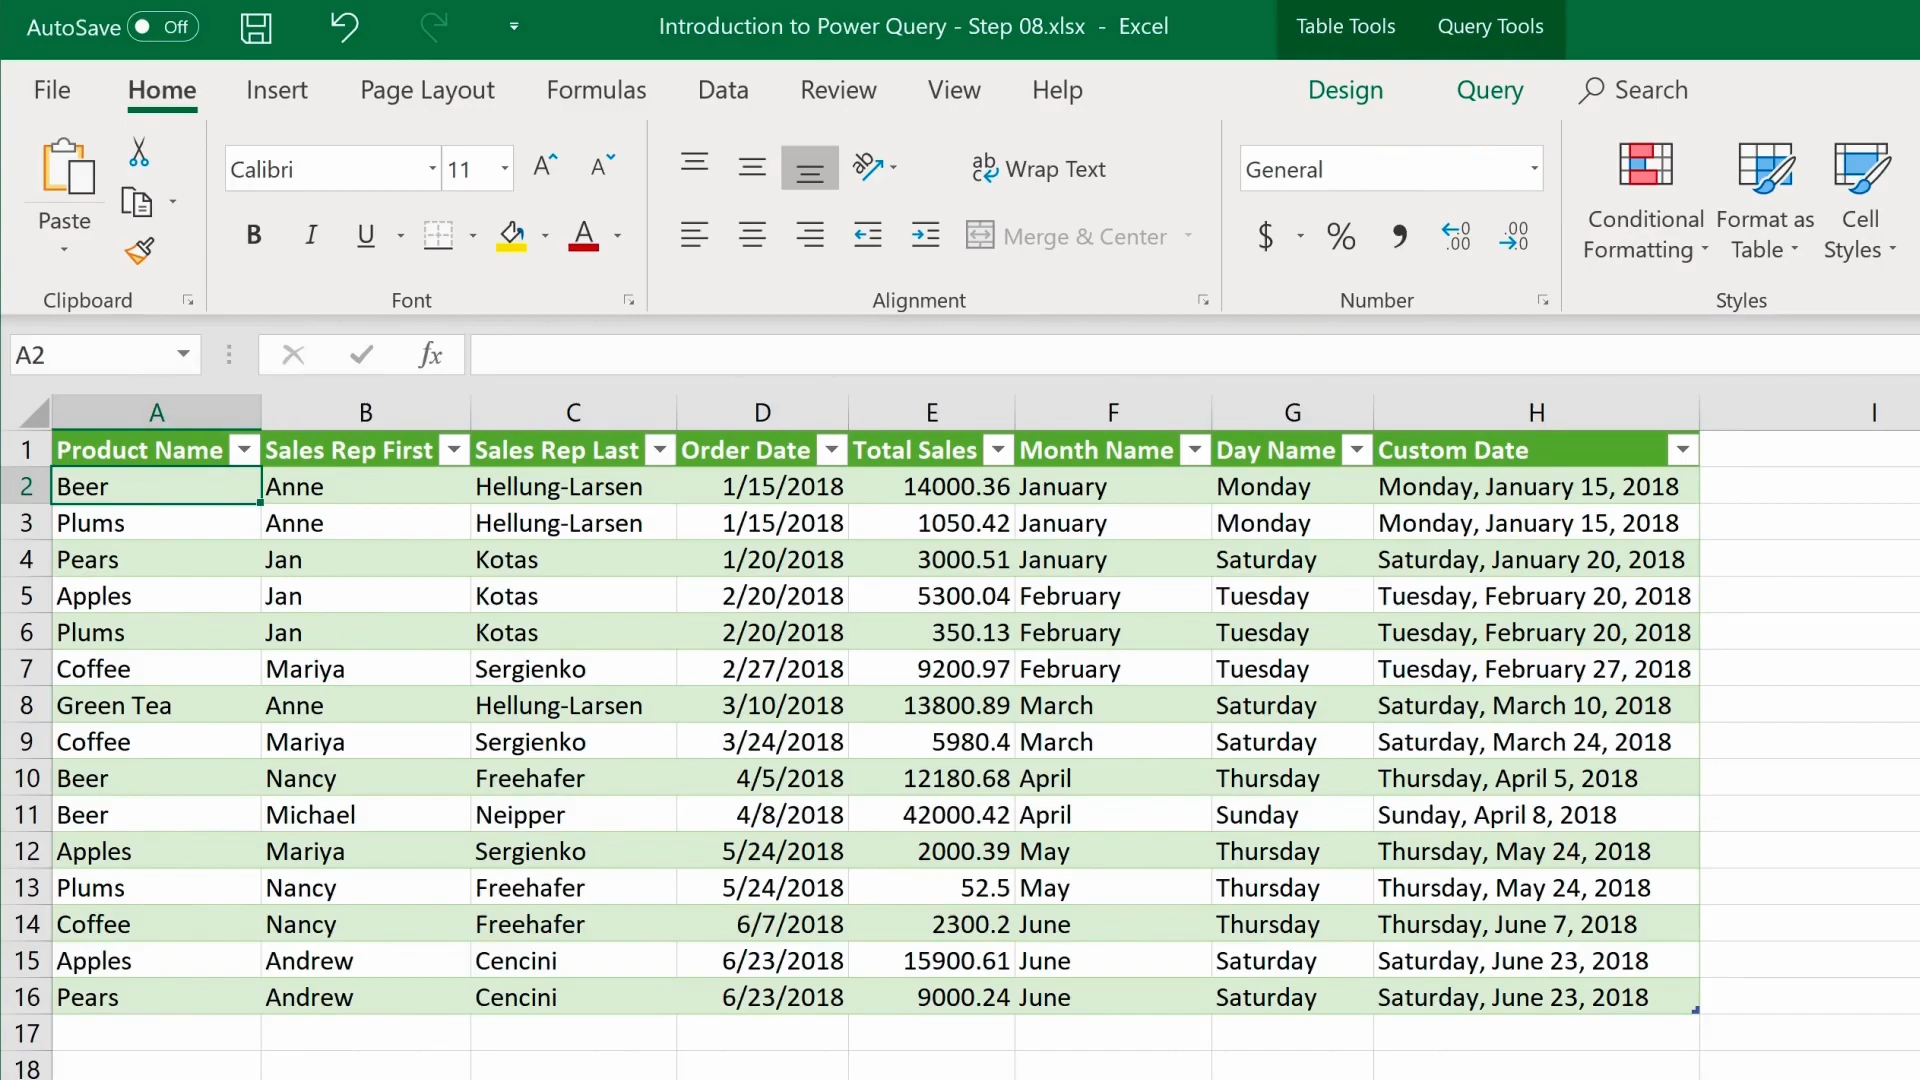 AutoSave Off Introduction to Power Query - Step 08.xlsx - Excel Table Tools Query Tools
File Home Insert Page Layout Formulas Data Review View Help Design Query Search
Calibri 11 ab Wrap Text General
Paste B I U A Merge & Center $ % , Conditional Formatting Format as Table Cell Styles
Clipboard Font Alignment Number Styles
A2 fx
A B C D E F G H I
1 Product Name Sales Rep First Sales Rep Last Order Date Total Sales Month Name Day Name Custom Date
2 Beer Anne Hellung-Larsen 1/15/2018 14000.36 January Monday Monday, January 15, 2018
3 Plums Anne Hellung-Larsen 1/15/2018 1050.42 January Monday Monday, January 15, 2018
4 Pears Jan Kotas 1/20/2018 3000.51 January Saturday Saturday, January 20, 2018
5 Apples Jan Kotas 2/20/2018 5300.04 February Tuesday Tuesday, February 20, 2018
6 Plums Jan Kotas 2/20/2018 350.13 February Tuesday Tuesday, February 20, 2018
7 Coffee Mariya Sergienko 2/27/2018 9200.97 February Tuesday Tuesday, February 27, 2018
8 Green Tea Anne Hellung-Larsen 3/10/2018 13800.89 March Saturday Saturday, March 10, 2018
9 Coffee Mariya Sergienko 3/24/2018 5980.4 March Saturday Saturday, March 24, 2018
10 Beer Nancy Freehafer 4/5/2018 12180.68 April Thursday Thursday, April 5, 2018
11 Beer Michael Neipper 4/8/2018 42000.42 April Sunday Sunday, April 8, 2018
12 Apples Mariya Sergienko 5/24/2018 2000.39 May Thursday Thursday, May 24, 2018
13 Plums Nancy Freehafer 5/24/2018 52.5 May Thursday Thursday, May 24, 2018
14 Coffee Nancy Freehafer 6/7/2018 2300.2 June Thursday Thursday, June 7, 2018
15 Apples Andrew Cencini 6/23/2018 15900.61 June Saturday Saturday, June 23, 2018
16 Pears Andrew Cencini 6/23/2018 9000.24 June Saturday Saturday, June 23, 2018
17
18